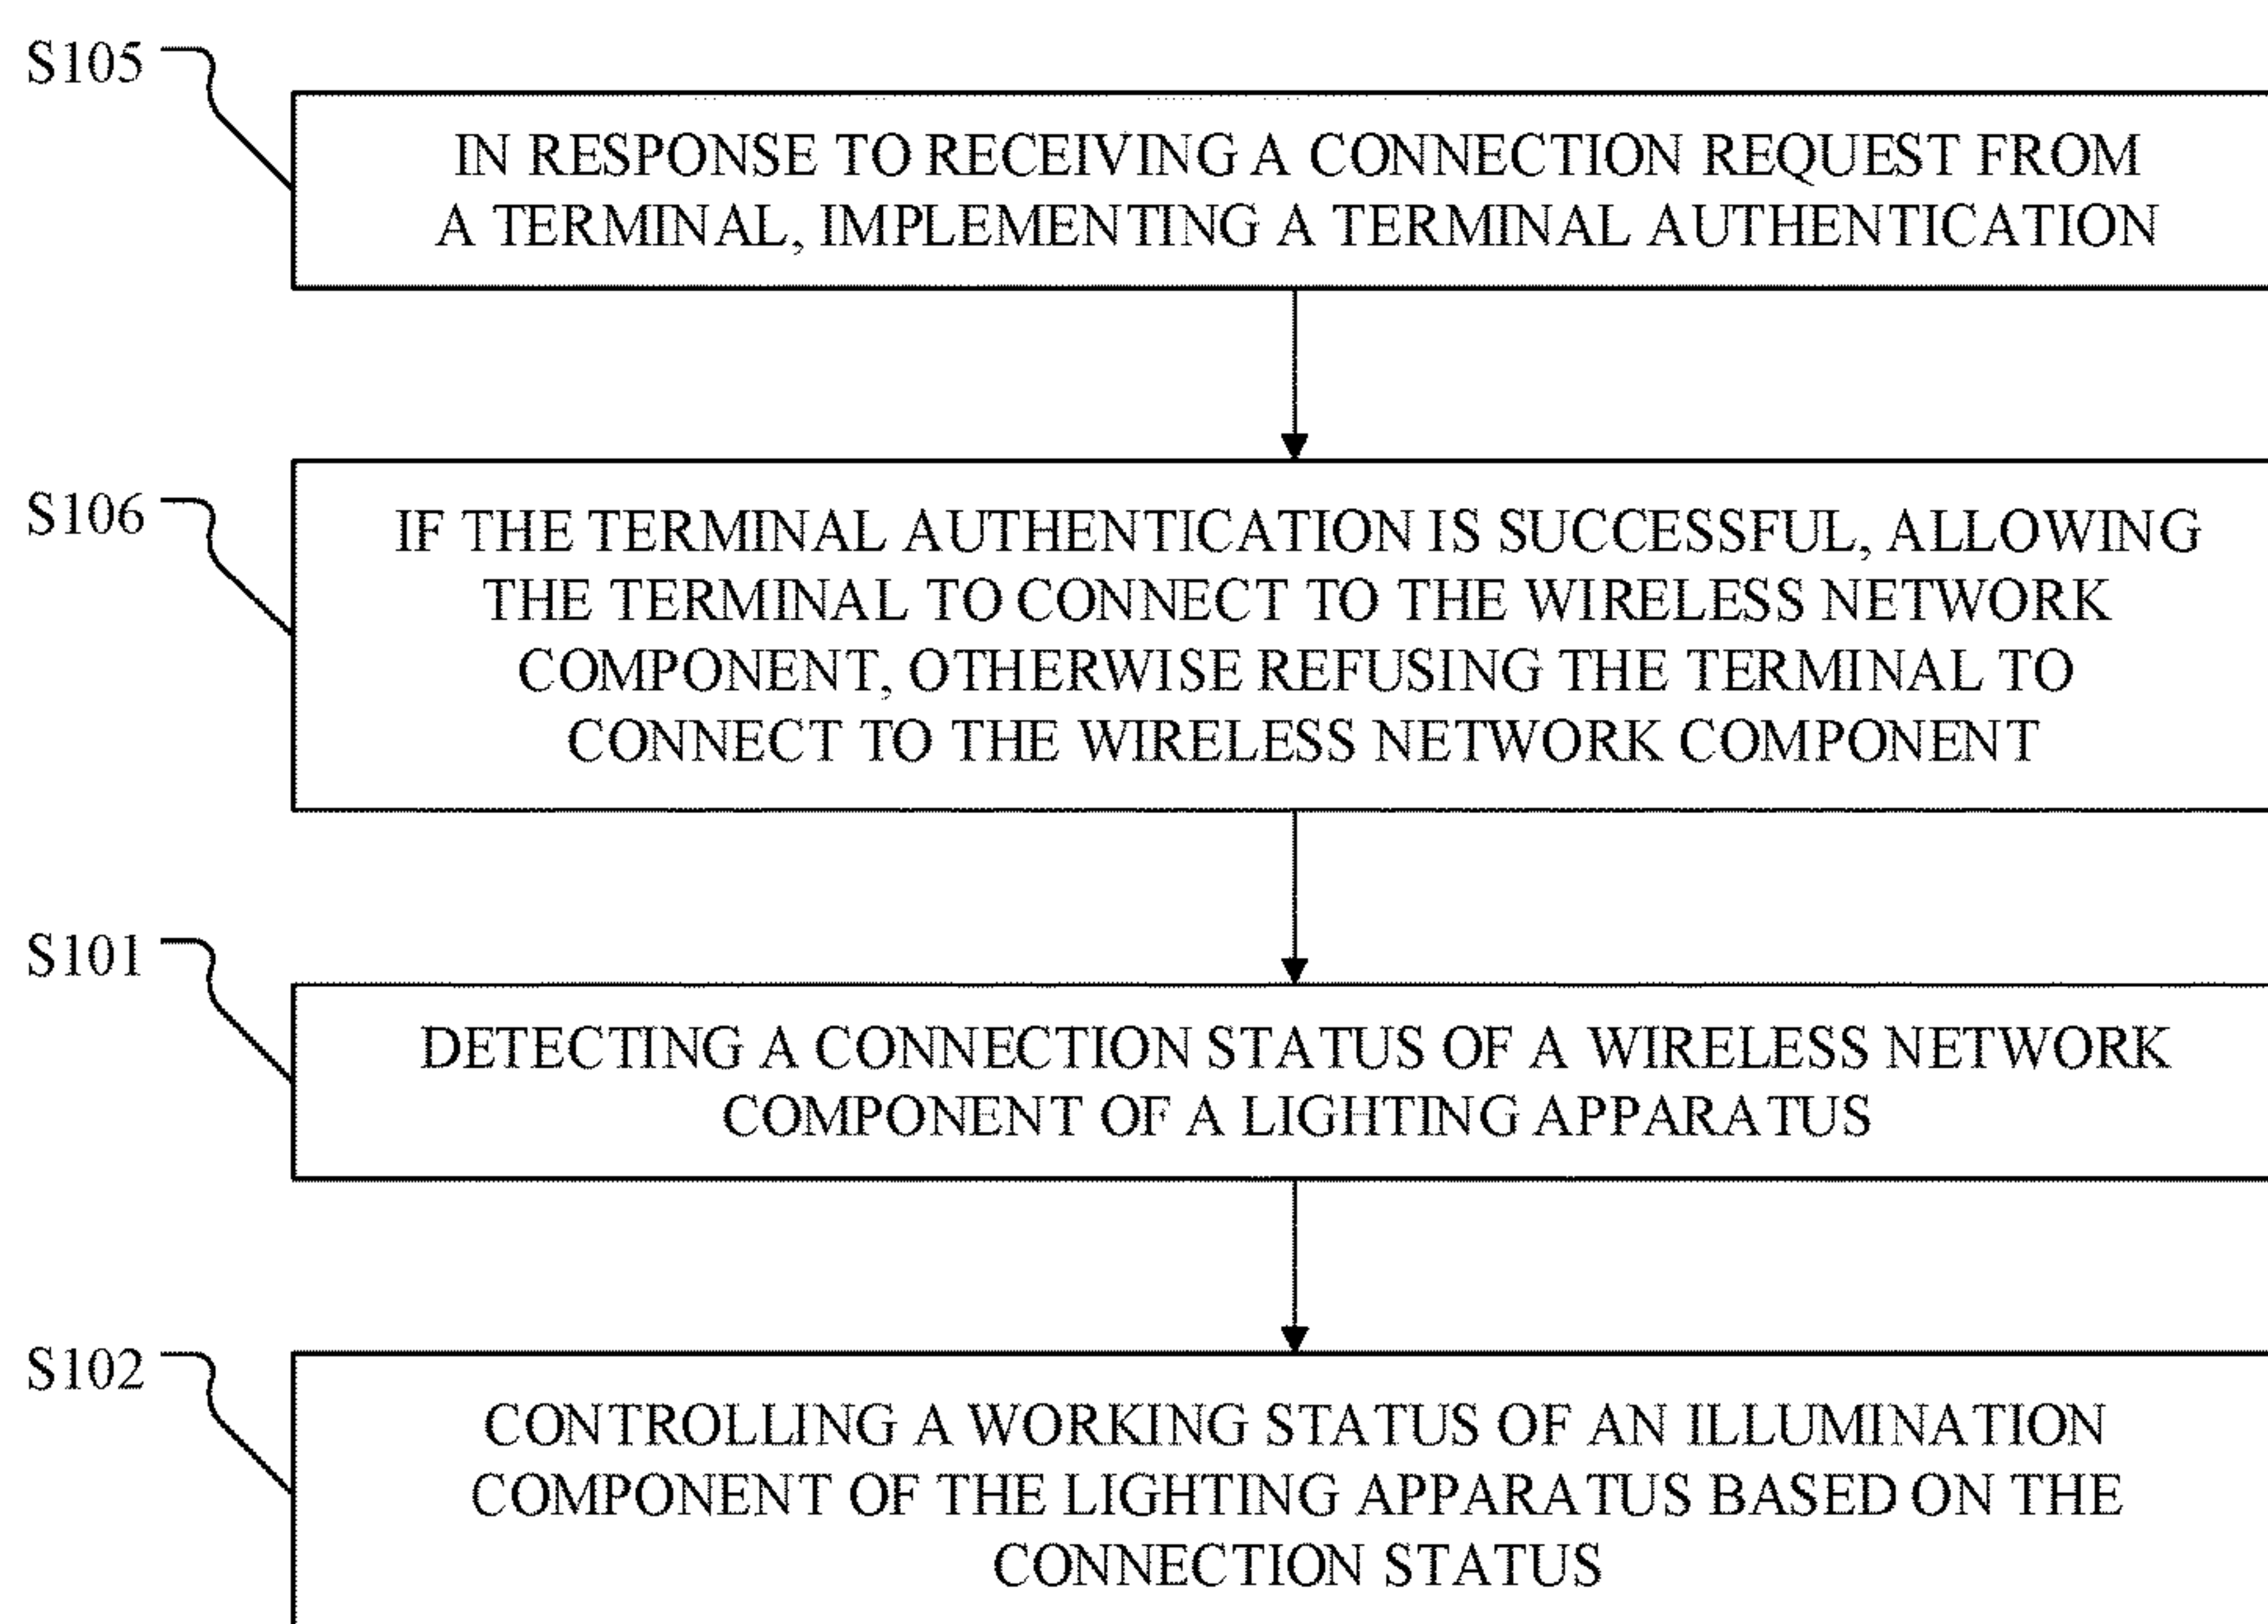 S105
IN RESPONSE TO RECEIVING A CONNECTION REQUEST FROM
A TERMINAL, IMPLEMENTING A TERMINAL AUTHENTICATION
S106
IF THE TERMINAL AUTHENTICATION IS SUCCESSFUL, ALLOWING
THE TERMINAL TO CONNECT TO THE WIRELESS NETWORK
COMPONENT, OTHERWISE REFUSING THE TERMINAL TO
CONNECT TO THE WIRELESS NETWORK COMPONENT
S101
DETECTING A CONNECTION STATUS OF A WIRELESS NETWORK
COMPONENT OF A LIGHTING APPARATUS
S102
CONTROLLING A WORKING STATUS OF AN ILLUMINATION
COMPONENT OF THE LIGHTING APPARATUS BASED ON THE
CONNECTION STATUS